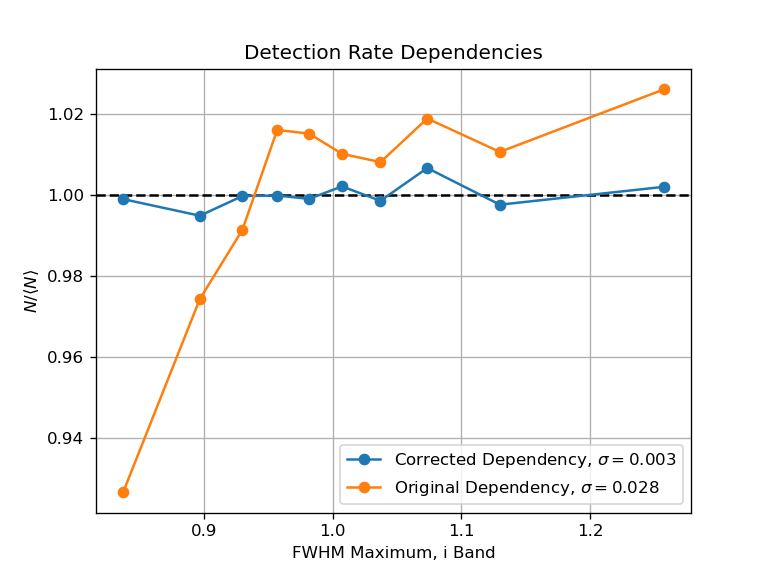 Detection Rate Dependencies
1.02
1.00
0.98
0.96
0.94
N/⟨N⟩
0.9
1.0
1.1
1.2
FWHM Maximum, i Band
Corrected Dependency, σ = 0.003
Original Dependency, σ = 0.028